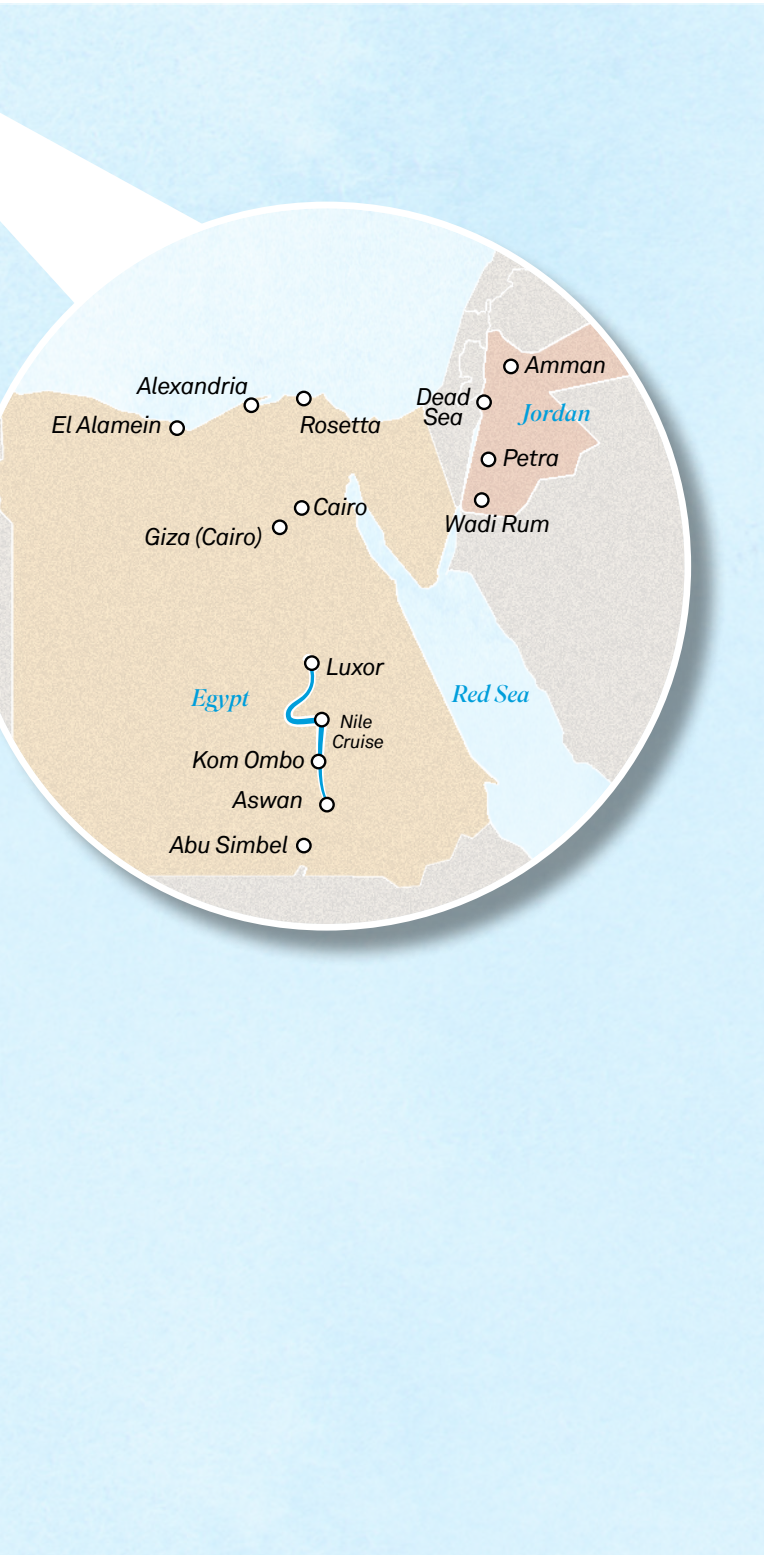 Amman
Alexandria
Dead
Sea
Jordan
El Alamein
Rosetta
Petra
Cairo
Wadi Rum
Giza (Cairo)
Luxor
Egypt
Red Sea
Nile
Cruise
Kom Ombo
Aswan
Abu Simbel